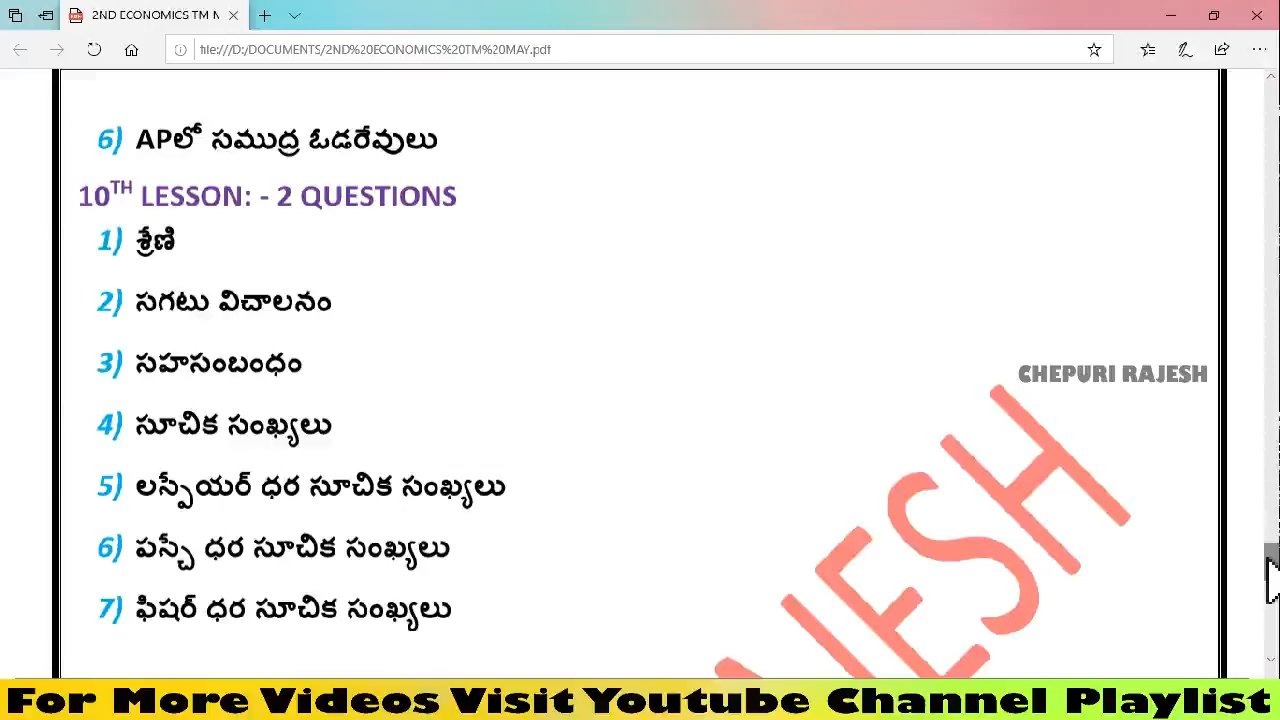 2ND ECONOMICS TM M
file:///D:/DOCUMENTS/2ND%20ECONOMICS%20TM%20MAY.pdf
6) APలో సముద్ర ఓడరేవులు
10TH LESSON: - 2 QUESTIONS
1) శ్రేణి
2) సగటు విచాలనం
3) సహసంబంధం
CHEPURI RAJESH
4) సూచిక సంఖ్యలు
5) లస్పేయర్ ధర సూచిక సంఖ్యలు
6) పస్చే ధర సూచిక సంఖ్యలు
7) ఫిషర్ ధర సూచిక సంఖ్యలు
JESH
For More Videos Visit Youtube Channel Playlist